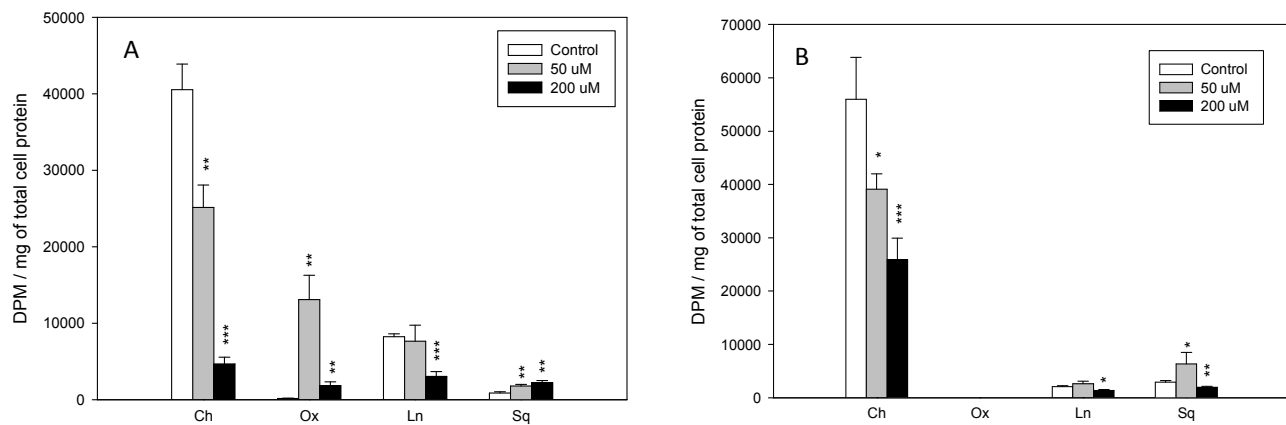 A
DPM / mg of total cell protein
50000
40000
30000
20000
10000
0
Control
50 uM
200 uM
**
***
**
**
***
**
**
Ch
Ox
Ln
Sq
B
DPM / mg of total cell protein
70000
60000
50000
40000
30000
20000
10000
0
Control
50 uM
200 uM
*
***
*
*
**
Ch
Ox
Ln
Sq